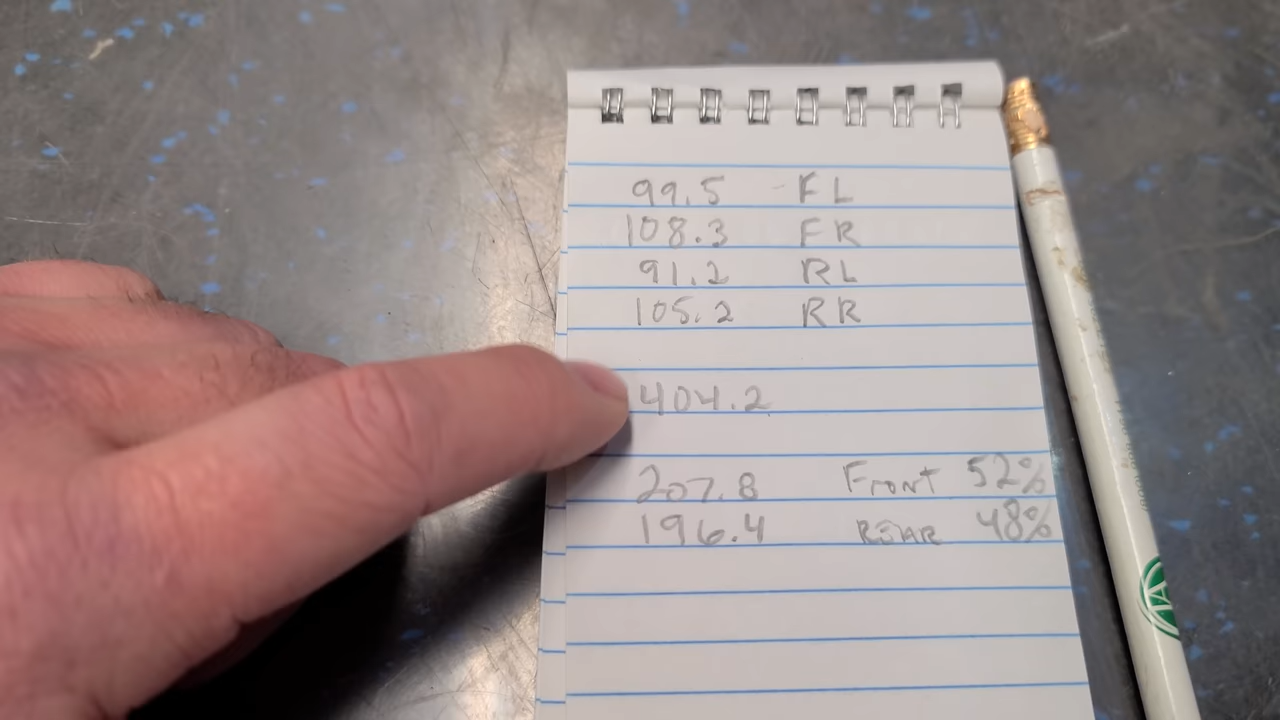 99.5 - FL
108.3 FR
91.2 RL
105.2 RR
404.2
207.8 Front 52%
196.4 REAR 48%